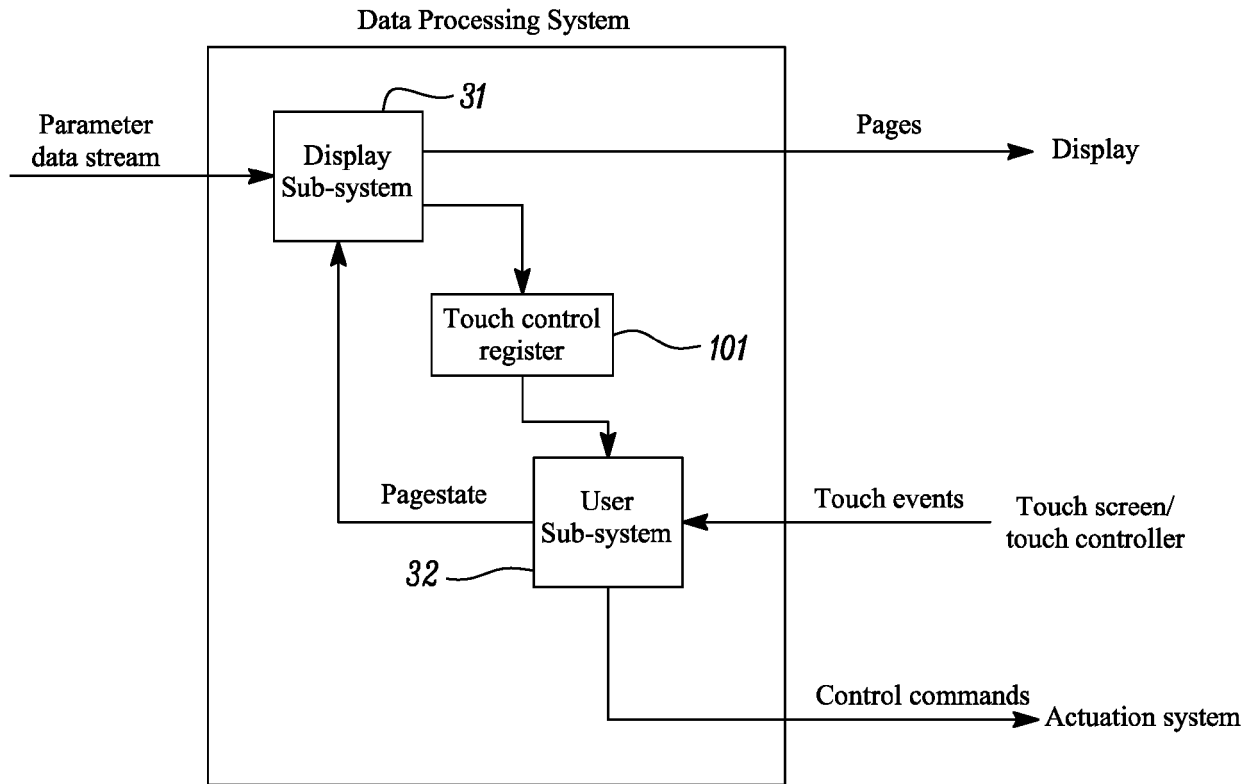 Data Processing System
31
Parameter
data stream
Display
Sub-system
Pages
Display
Touch control
register
101
Pagestate
User
Sub-system
Touch events
Touch screen/
touch controller
32
Control commands
Actuation system